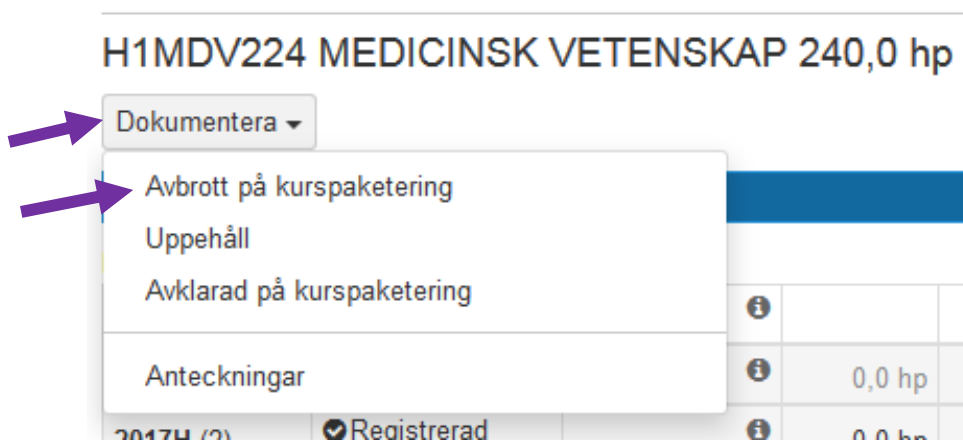 H1MDV224 MEDICINSK VETENSKAP 240,0 hp
Dokumentera
Avbrott på kurspaketering
Uppehåll
Avklarad på kurspaketering
Anteckningar
0,0 hp
2017H (2) Registrerad 0,0 hp